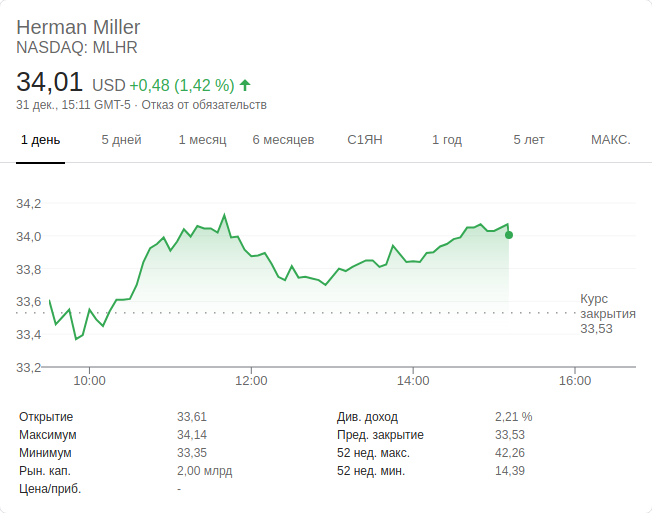 Herman Miller
NASDAQ: MLHR
34,01 USD +0,48 (1,42 %)
31 дек., 15:11 GMT-5 · Отказ от обязательств
1 день 5 дней 1 месяц 6 месяцев С1ЯН 1 год 5 лет МАКС.
34,2
34,0
33,8
33,6
33,4
33,2
Курс
закрытия
33,53
10:00 12:00 14:00 16:00
Открытие 33,61 Див. доход 2,21 %
Максимум 34,14 Пред. закрытие 33,53
Минимум 33,35 52 нед. макс. 42,26
Рын. кап. 2,00 млрд 52 нед. мин. 14,39
Цена/приб. -